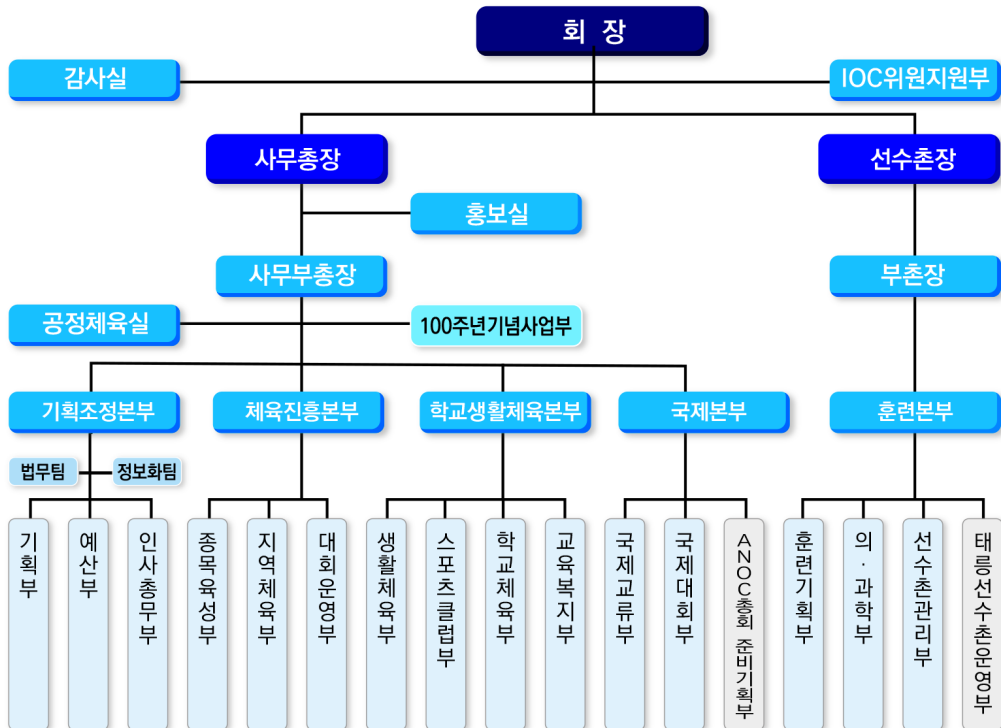 회 장
감사실
IOC위원지원부
사무총장
선수촌장
홍보실
사무부총장
부촌장
공정체육실
100주년기념사업부
기획조정본부
체육진흥본부
학교생활체육본부
국제본부
훈련본부
법무팀
정보화팀
기획부
예산부
인사총무부
종목육성부
지역체육부
대회운영부
생활체육부
스포츠클럽부
학교체육부
교육복지부
국제교류부
국제대회부
ANOC총회 준비기획부
훈련기획부
의·과학부
선수촌관리부
태릉선수촌운영부